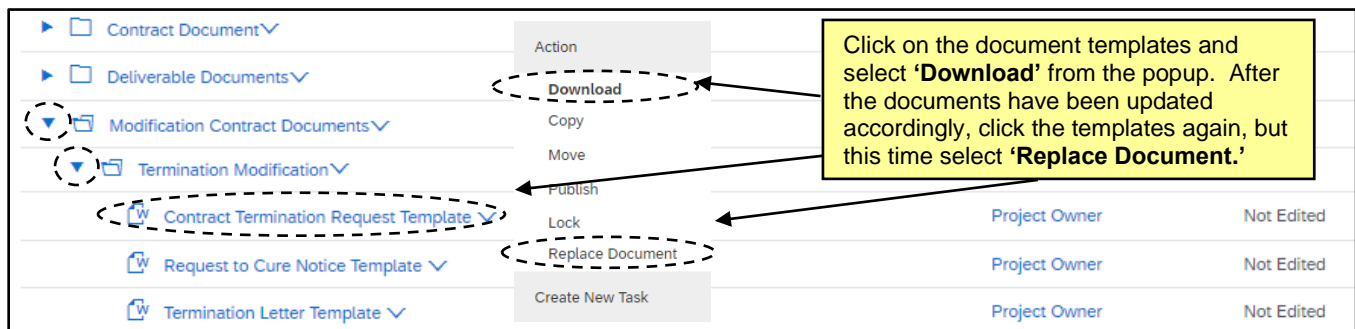 Contract Document
Deliverable Documents
Modification Contract Documents
Termination Modification
Contract Termination Request Template
Project Owner
Not Edited
Request to Cure Notice Template
Project Owner
Not Edited
Termination Letter Template
Project Owner
Not Edited
Action
Download
Copy
Move
Publish
Lock
Replace Document
Create New Task
Click on the document templates and
select ‘Download’ from the popup. After
the documents have been updated
accordingly, click the templates again, but
this time select ‘Replace Document.’